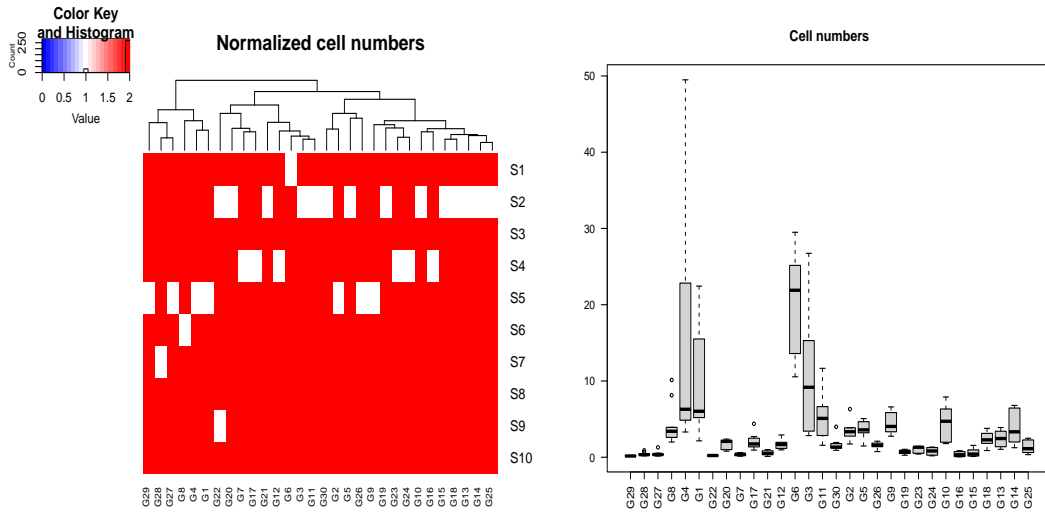 Color Key
and Histogram
Count
0 250
0 0.5 1 1.5 2
Value
Normalized cell numbers
S1
S2
S3
S4
S5
S6
S7
S8
S9
S10
G29 G28 G27 G8 G4 G1 G22 G20 G7 G17 G21 G12 G6 G3 G11 G30 G2 G5 G26 G9 G19 G23 G24 G10 G16 G15 G18 G13 G14 G25
Cell numbers
50
40
30
20
10
0
G29 G28 G27 G8 G4 G1 G22 G20 G7 G17 G21 G12 G6 G3 G11 G30 G2 G5 G26 G9 G19 G23 G24 G10 G16 G15 G18 G13 G14 G25